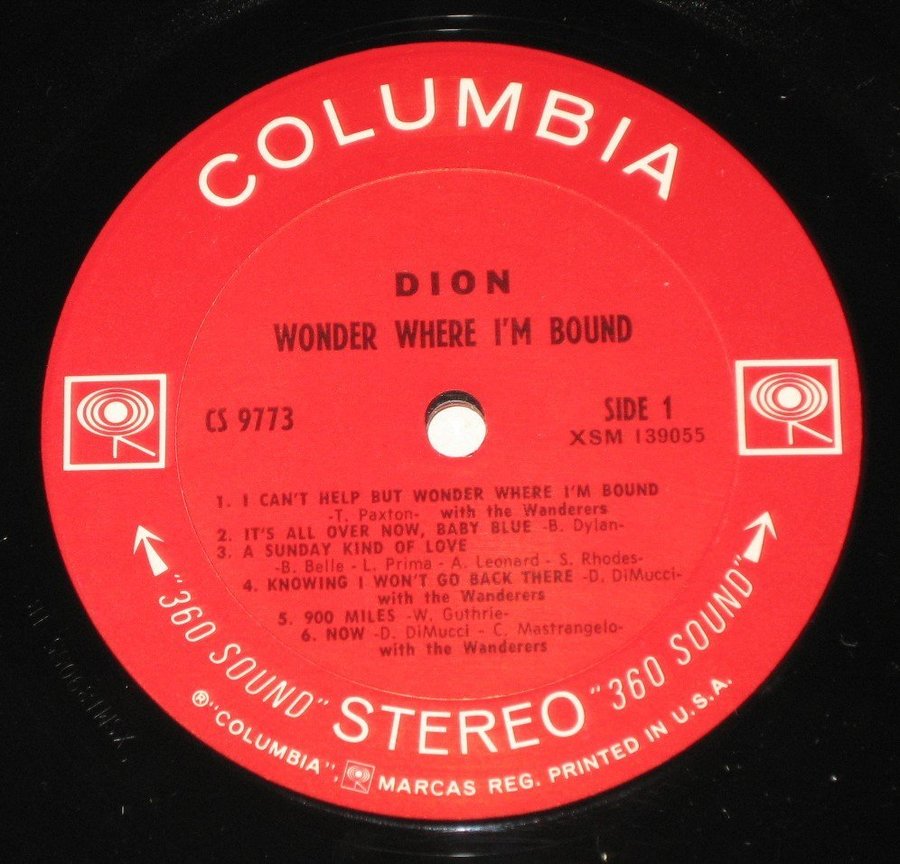 COLUMBIA
DION
WONDER WHERE I'M BOUND
CS 9773
SIDE 1
XSM 139055
1. I CAN'T HELP BUT WONDER WHERE I'M BOUND
-T. Paxton- with the Wanderers
2. IT'S ALL OVER NOW, BABY BLUE -B. Dylan-
3. A SUNDAY KIND OF LOVE
-B. Belle - L. Prima - A. Leonard - S. Rhodes-
4. KNOWING I WON'T GO BACK THERE -D. DiMucci-
with the Wanderers
5. 900 MILES -W. Guthrie-
6. NOW -D. DiMucci - C. Mastrangelo-
with the Wanderers
"360 SOUND" STEREO "360 SOUND"
®"COLUMBIA", MARCAS REG. PRINTED IN U.S.A.